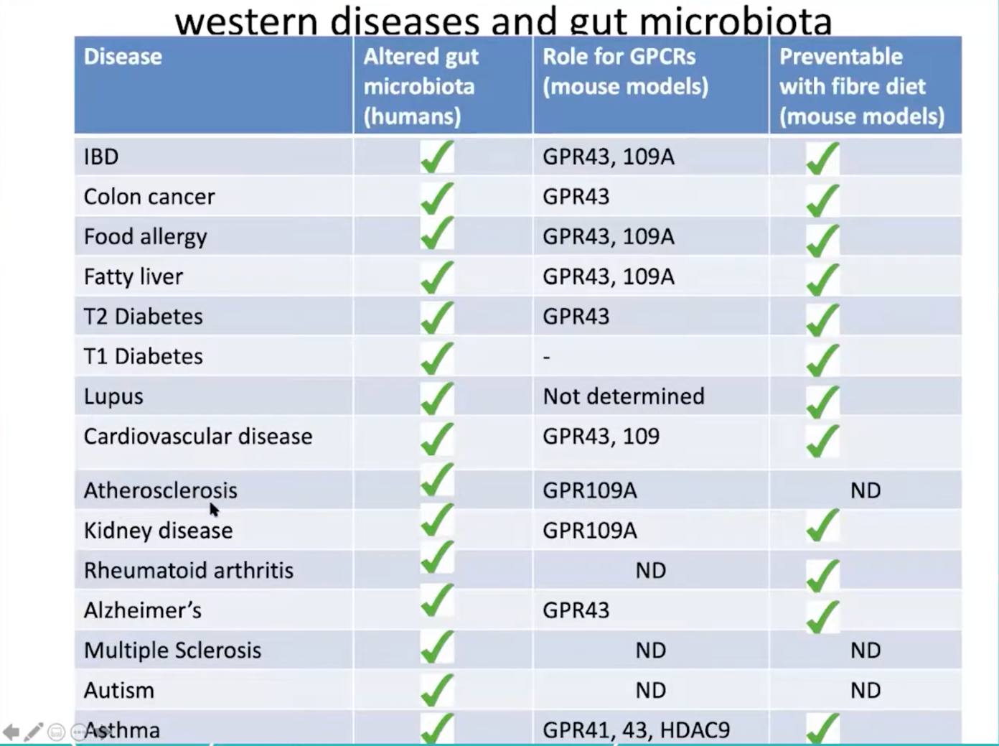 western diseases and gut microbiota
Disease
Altered gut
microbiota
(humans)
Role for GPCRs
(mouse models)
Preventable
with fibre diet
(mouse models)
IBD GPR43, 109A
Colon cancer GPR43
Food allergy GPR43, 109A
Fatty liver GPR43, 109A
T2 Diabetes GPR43
T1 Diabetes -
Lupus Not determined
Cardiovascular disease GPR43, 109
Atherosclerosis GPR109A ND
Kidney disease GPR109A
Rheumatoid arthritis ND
Alzheimer’s GPR43
Multiple Sclerosis ND ND
Autism ND ND
Asthma GPR41, 43, HDAC9